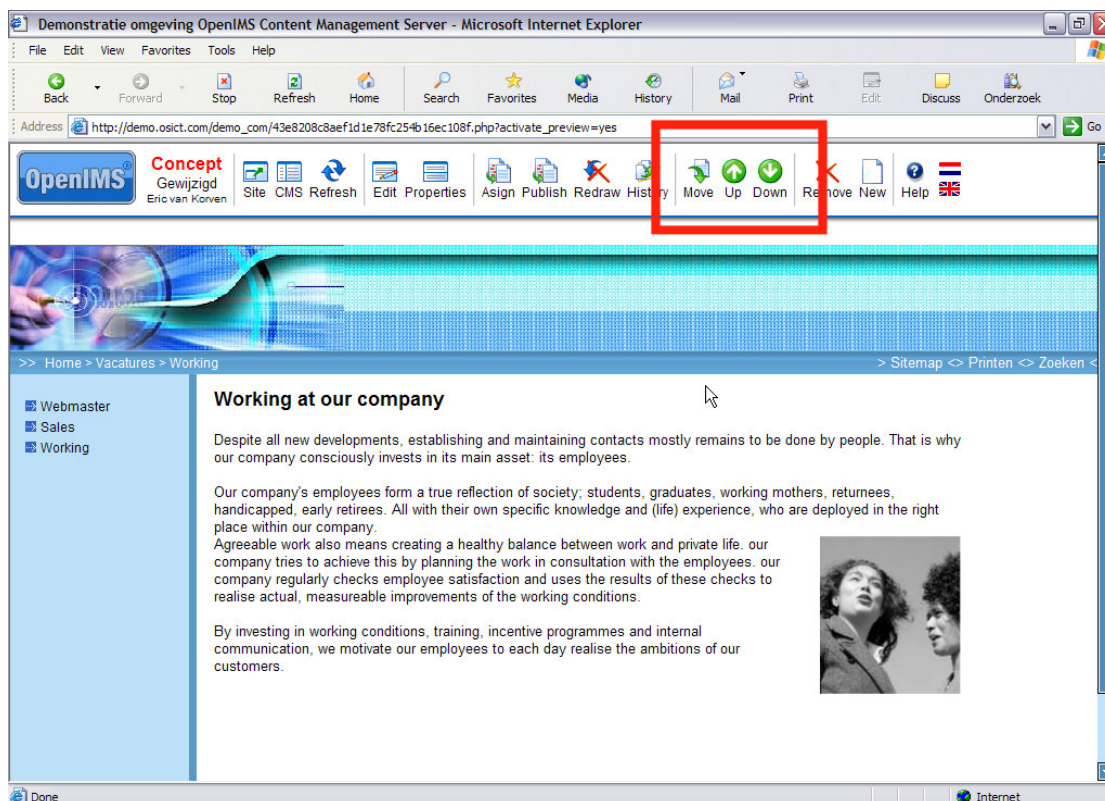 Demonstratie omgeving OpenIMS Content Management Server - Microsoft Internet Explorer
File Edit View Favorites Tools Help
Back Forward Stop Refresh Home Search Favorites Media History Mail Print Edit Discuss Onderzoek
Address http://demo.osict.com/demo_com/43e8208c8aef1d1e78fc254b16ec108f.php?activate_preview=yes Go
OpenIMS® Concept
Gewijzigd
Eric van Korven
Site CMS Refresh Edit Properties Asign Publish Redraw History Move Up Down Remove New Help
>> Home > Vacatures > Working > Sitemap <> Printen <> Zoeken <
Webmaster
Sales
Working
Working at our company
Despite all new developments, establishing and maintaining contacts mostly remains to be done by people. That is why
our company consciously invests in its main asset: its employees.
Our company's employees form a true reflection of society; students, graduates, working mothers, returnees,
handicapped, early retirees. All with their own specific knowledge and (life) experience, who are deployed in the right
place within our company.
Agreeable work also means creating a healthy balance between work and private life. our
company tries to achieve this by planning the work in consultation with the employees. our
company regularly checks employee satisfaction and uses the results of these checks to
realise actual, measureable improvements of the working conditions.
By investing in working conditions, training, incentive programmes and internal
communication, we motivate our employees to each day realise the ambitions of our
customers.
Done Internet